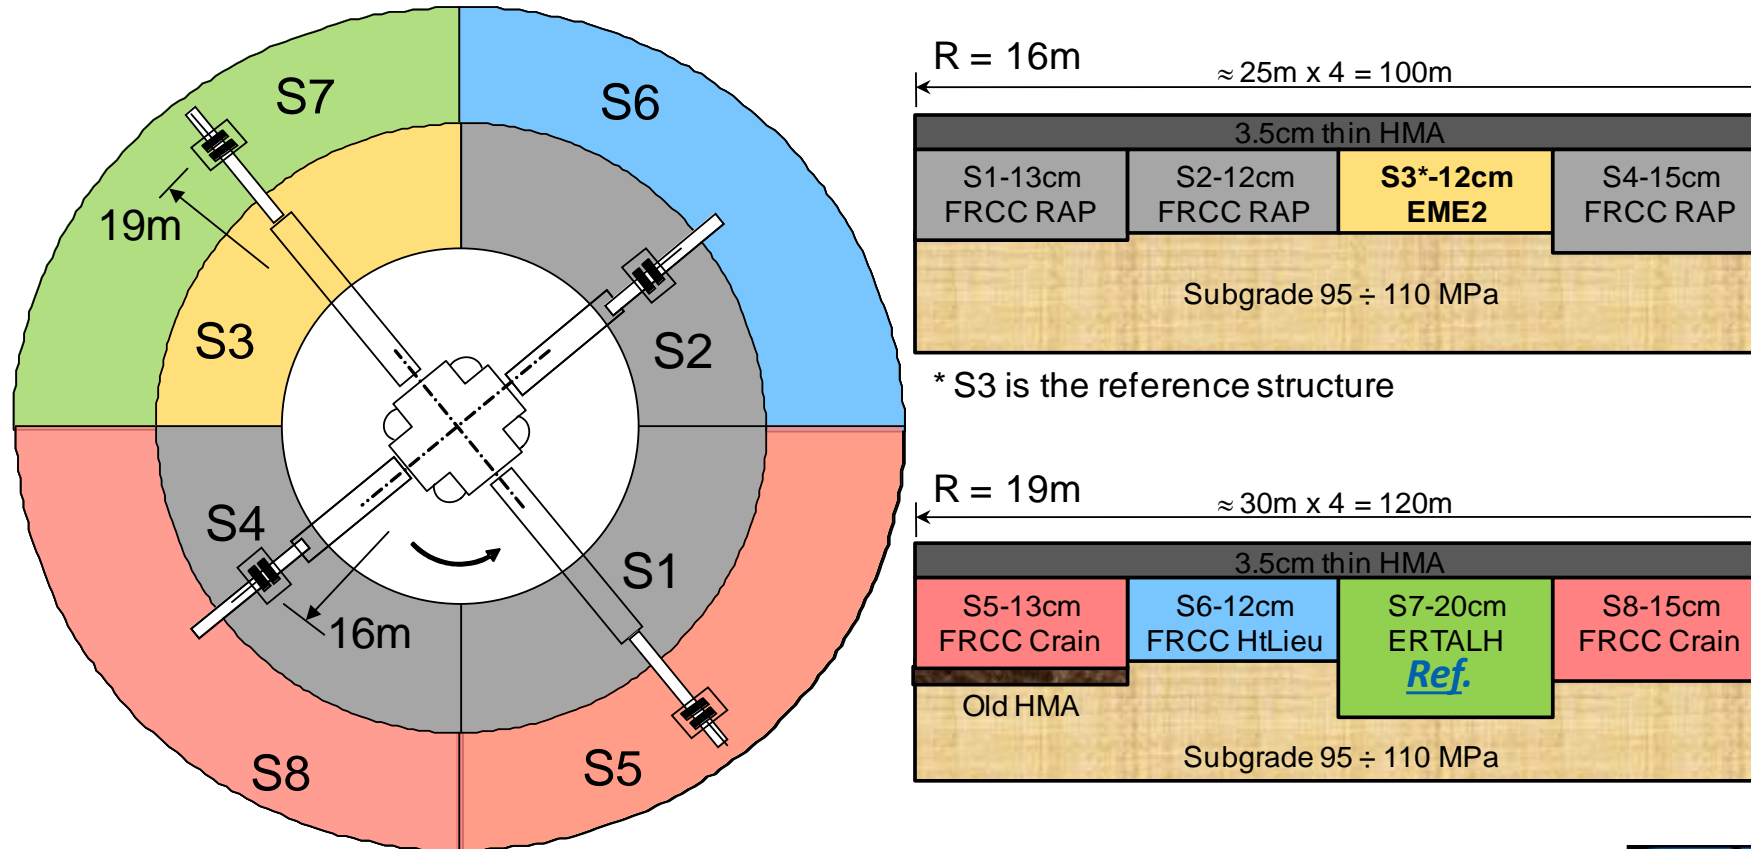 S7
S6
19m
S3
S2
S4
S1
16m
S8
S5
R = 16m
≈ 25m x 4 = 100m
3.5cm thin HMA
S1-13cm
FRCC RAP
S2-12cm
FRCC RAP
S3*-12cm
EME2
S4-15cm
FRCC RAP
Subgrade 95 ÷ 110 MPa
* S3 is the reference structure
R = 19m
≈ 30m x 4 = 120m
3.5cm thin HMA
S5-13cm
FRCC Crain
S6-12cm
FRCC HtLieu
S7-20cm
ERTALH
Ref.
S8-15cm
FRCC Crain
Old HMA
Subgrade 95 ÷ 110 MPa